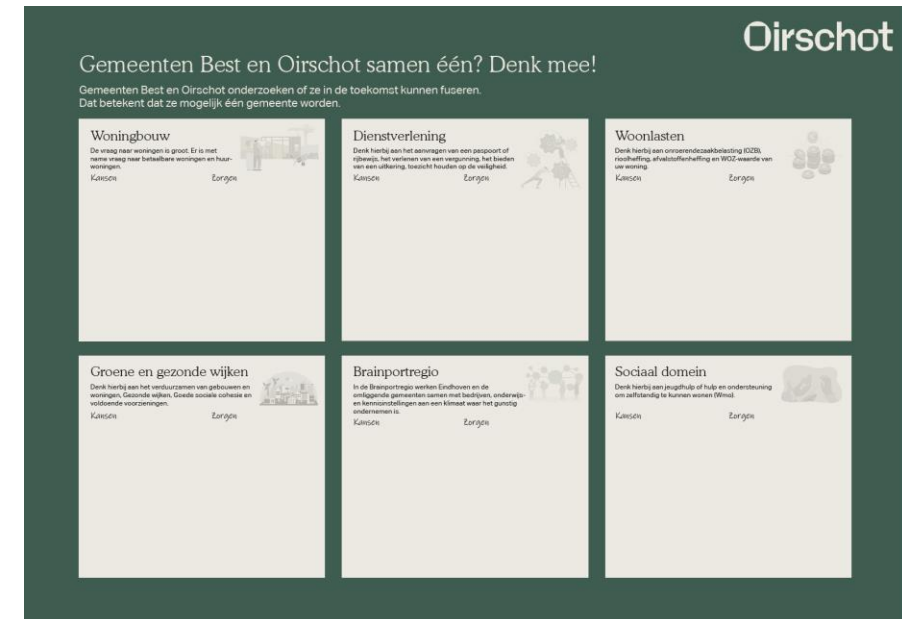 Oirschot
Gemeenten Best en Oirschot samen één? Denk mee!
Gemeenten Best en Oirschot onderzoeken of ze in
de toekomst kunnen fuseren.
Dat betekent dat ze mogelijk één gemeente worden.
Woningbouw
De vraag naar woningen is groot. Er is met
name vraag naar betaalbare woningen en huur-
woningen.
Kansen Zorgen
Dienstverlening
Denk hierbij aan het aanvragen van een paspoort of
rijbewijs, het verlenen van een vergunning, het bieden
van een uitkering, toezicht houden op de veiligheid.
Kansen Zorgen
Woonlasten
Denk hierbij aan onroerendezaakbelasting (OZB),
rioolheffing, afvalstoffenheffing en WOZ-waarde van
uw woning.
Kansen Zorgen
Groene en gezonde wijken
Denk hierbij aan het verduurzamen van gebouwen en
woningen, Gezonde wijken, Goede sociale cohesie en
voldoende voorzieningen.
Kansen Zorgen
Brainportregio
In de Brainportregio werken Eindhoven en de
omliggende gemeenten samen met bedrijven, onderwijs-
en kennisinstellingen aan een klimaat waar het gunstig
ondernemen is.
Kansen Zorgen
Sociaal domein
Denk hierbij aan jeugdhulp of hulp en ondersteuning
om zelfstandig te kunnen wonen (Wmo).
Kansen Zorgen